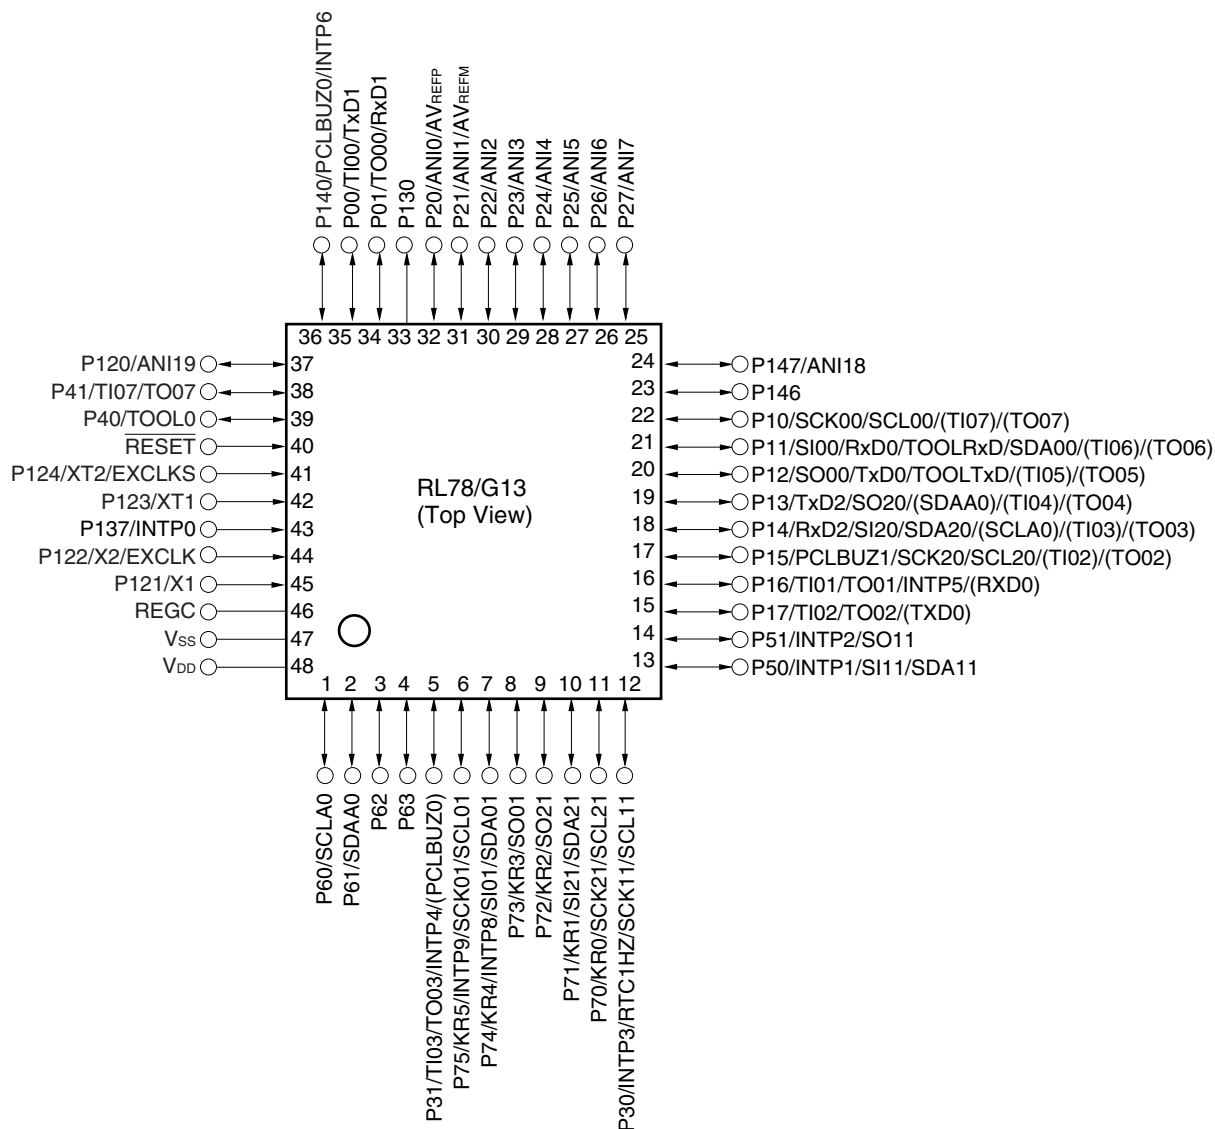 P140/PCLBUZ0/INTP6
P00/TI00/TxD1
P01/TO00/RxD1
P130
P20/ANI0/AVREFP
P21/ANI1/AVREFM
P22/ANI2
P23/ANI3
P24/ANI4
P25/ANI5
P26/ANI6
P27/ANI7
36 35 34 33 32 31 30 29 28 27 26 25
P120/ANI19 37
P41/TI07/TO07 38
P40/TOOL0 39
RESET 40
P124/XT2/EXCLKS 41
P123/XT1 42
P137/INTP0 43
P122/X2/EXCLK 44
P121/X1 45
REGC 46
VSS 47
VDD 48
RL78/G13
(Top View)
24 P147/ANI18
23 P146
22 P10/SCK00/SCL00/(TI07)/(TO07)
21 P11/SI00/RxD0/TOOLRxD/SDA00/(TI06)/(TO06)
20 P12/SO00/TxD0/TOOLTxD/(TI05)/(TO05)
19 P13/TxD2/SO20/(SDAA0)/(TI04)/(TO04)
18 P14/RxD2/SI20/SDA20/(SCLA0)/(TI03)/(TO03)
17 P15/PCLBUZ1/SCK20/SCL20/(TI02)/(TO02)
16 P16/TI01/TO01/INTP5/(RXD0)
15 P17/TI02/TO02/(TXD0)
14 P51/INTP2/SO11
13 P50/INTP1/SI11/SDA11
1 2 3 4 5 6 7 8 9 10 11 12
P60/SCLA0
P61/SDAA0
P62
P63
P31/TI03/TO03/INTP4/(PCLBUZ0)
P75/KR5/INTP9/SCK01/SCL01
P74/KR4/INTP8/SI01/SDA01
P73/KR3/SO01
P72/KR2/SO21
P71/KR1/SI21/SDA21
P70/KR0/SCK21/SCL21
P30/INTP3/RTC1HZ/SCK11/SCL11